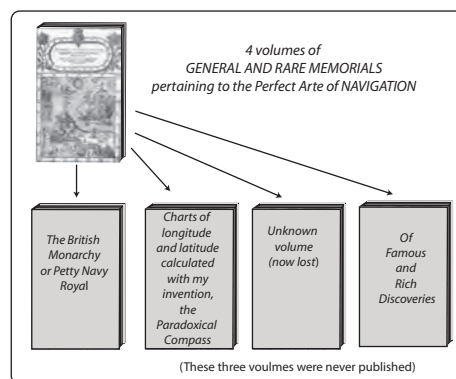 4 volumes of
GENERAL AND RARE MEMORIALS
pertaining to the Perfect Arte of NAVIGATION
The British
Monarchy
or Petty Navy
Royal
Charts of
longitude
and latitude
calculated
with my
invention,
the
Paradoxical
Compass
Unknown
volume
(now lost)
Of
Famous
and
Rich
Discoveries
(These three voulmes were never published)